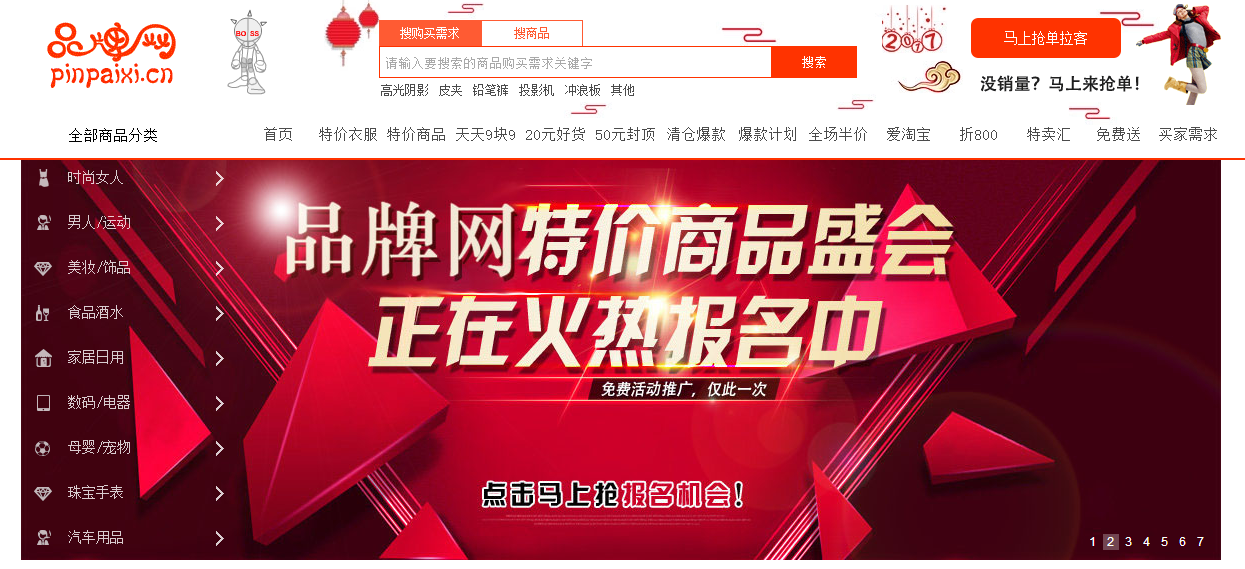 品牌网
pinpaixi.cn
BOSS
搜购买需求 搜商品
请输入要搜索的商品购买需求关键字 搜索
高光阴影 皮夹 铅笔裤 投影机 冲浪板 其他
2017
马上抢单拉客
没销量？马上来抢单！
全部商品分类 首页 特价衣服 特价商品 天天9块9 20元好货 50元封顶 清仓爆款 爆款计划 全场半价 爱淘宝 折800 特卖汇 免费送 买家需求
时尚女人
男人/运动
美妆/饰品
食品酒水
家居日用
数码/电器
母婴/宠物
珠宝手表
汽车用品
品牌网特价商品盛会
正在火热报名中
免费活动推广，仅此一次
点击马上抢报名机会！
1 2 3 4 5 6 7